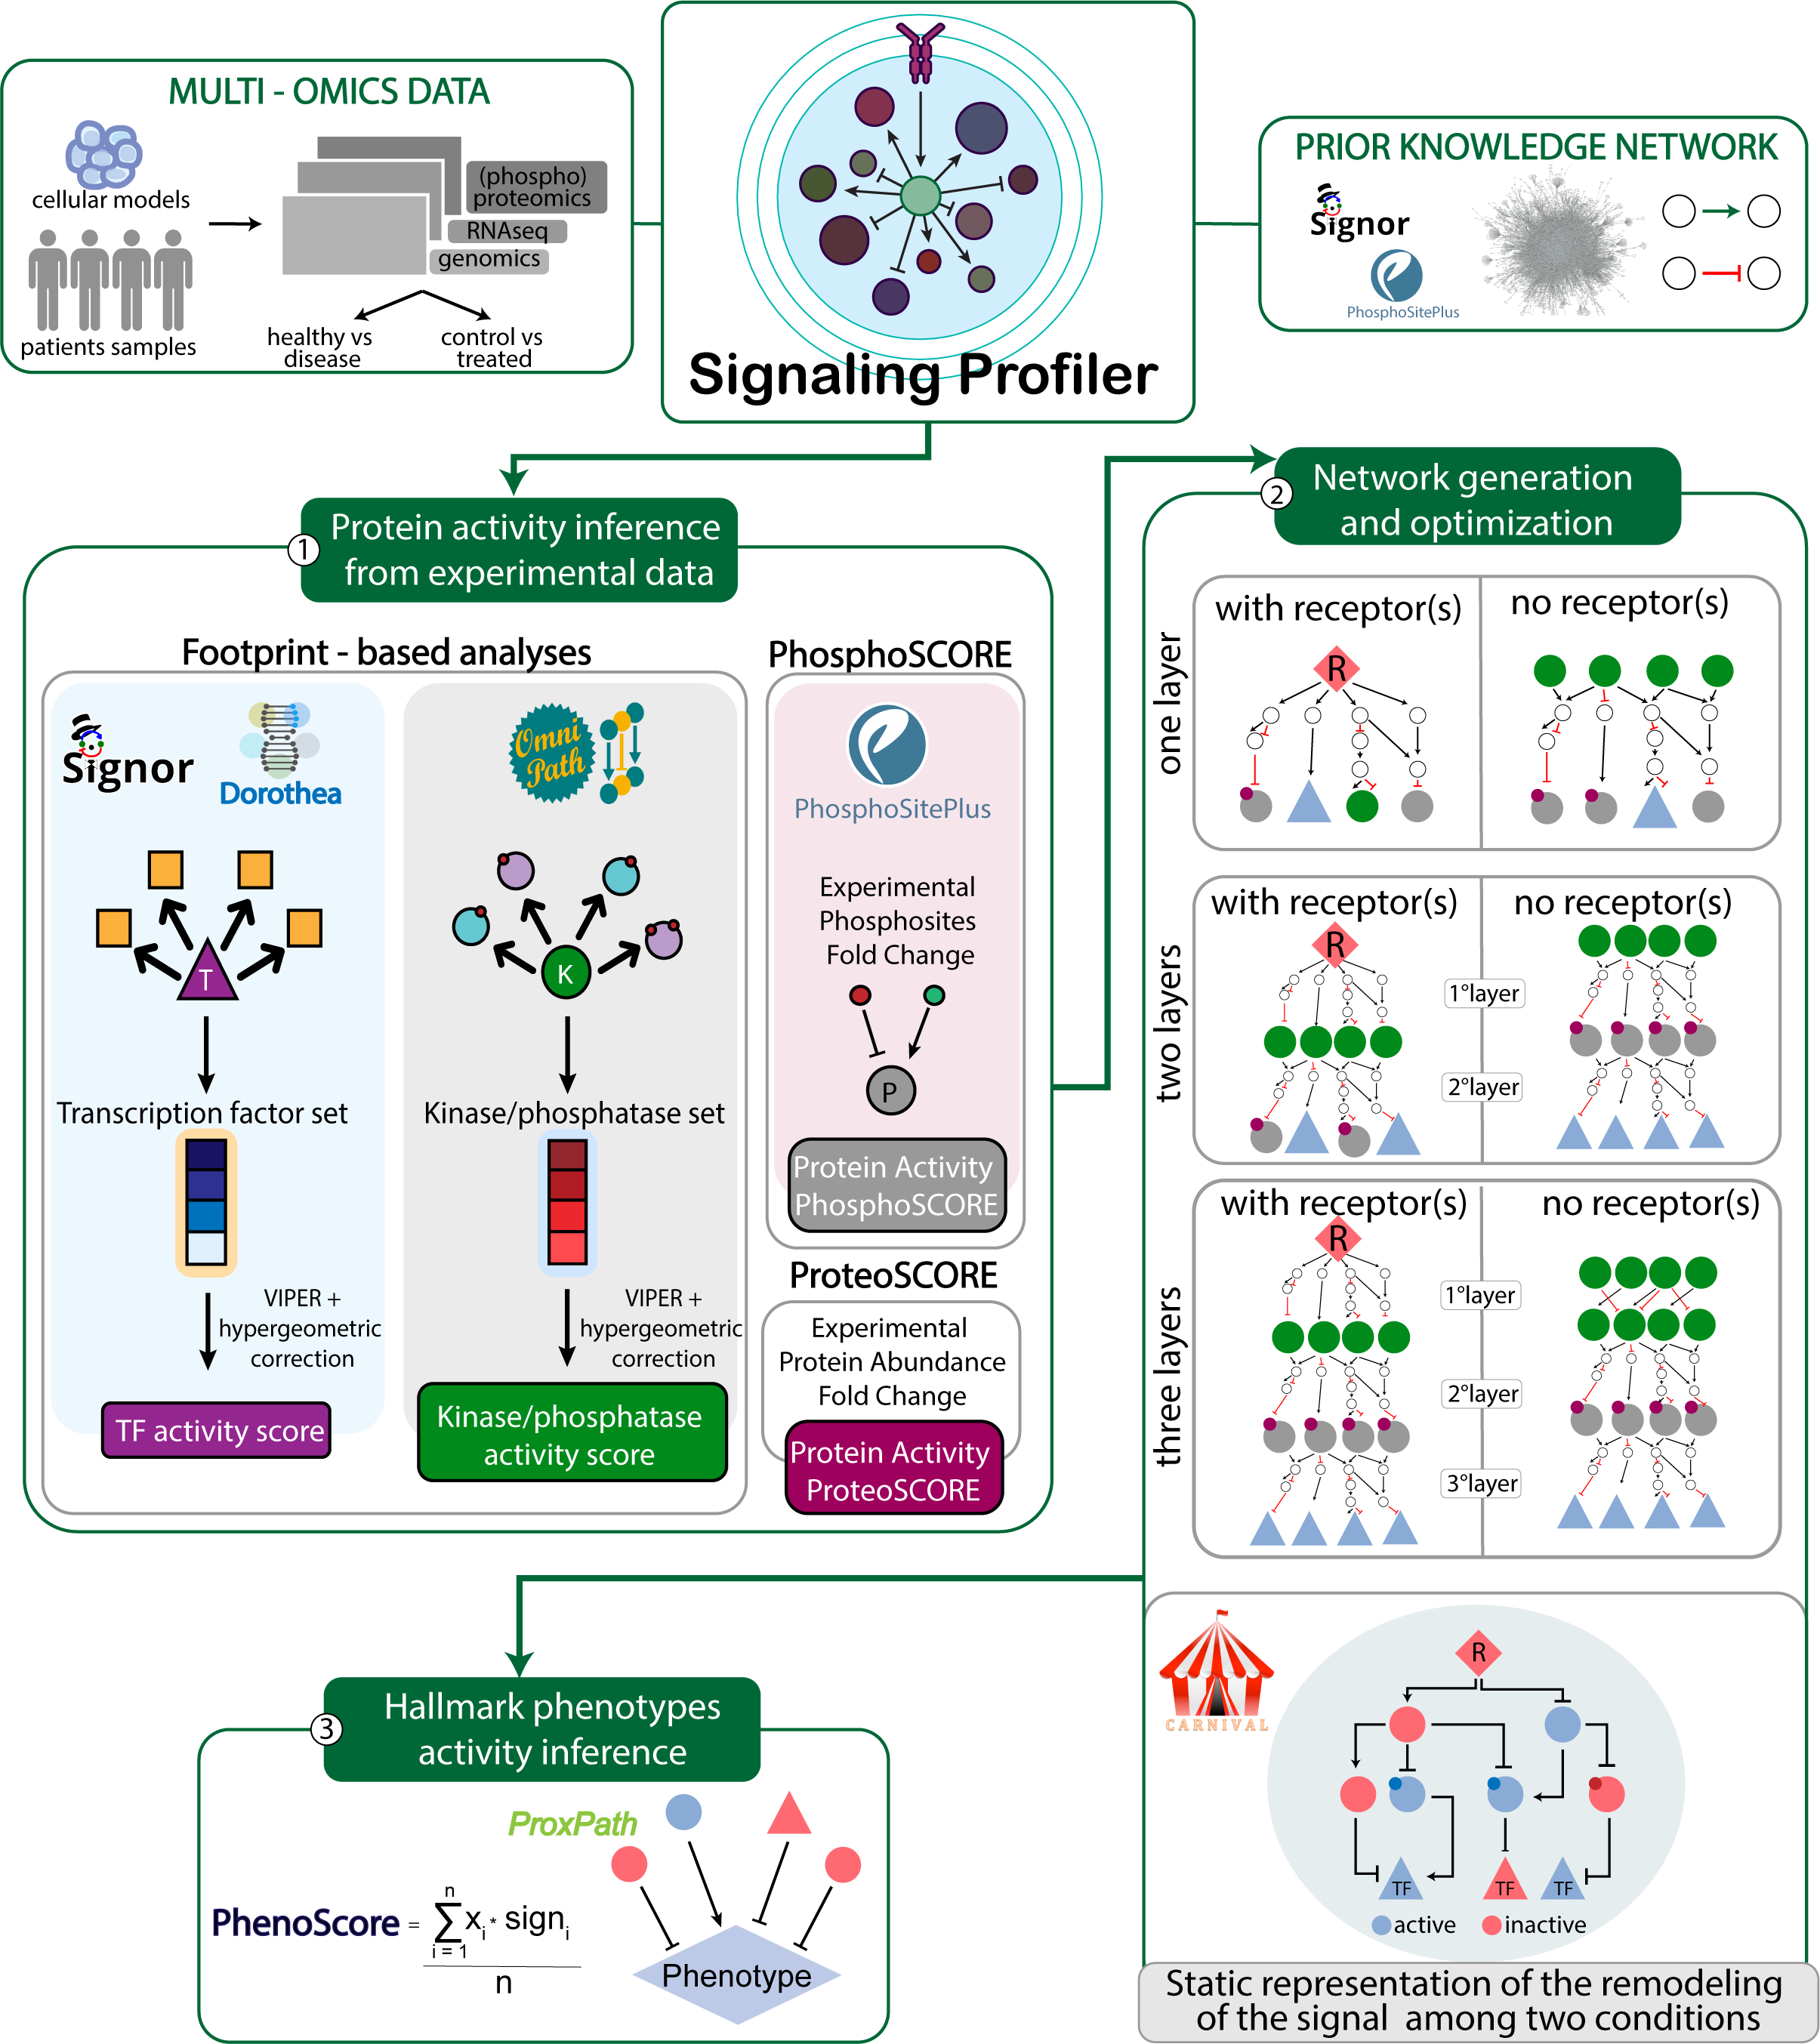 MULTI - OMICS DATA
cellular models
patients samples
(phospho)
proteomics
RNAseq
genomics
healthy vs
disease
control vs
treated
Signaling Profiler
PRIOR KNOWLEDGE NETWORK
Signor
PhosphoSitePlus
1
Protein activity inference
from experimental data
Footprint - based analyses
Signor
Dorothea
T
Transcription factor set
VIPER +
hypergeometric
correction
TF activity score
Omni
Path
K
Kinase/phosphatase set
VIPER +
hypergeometric
correction
Kinase/phosphatase
activity score
PhosphoSCORE
PhosphoSitePlus
Experimental
Phosphosites
Fold Change
P
Protein Activity
PhosphoSCORE
ProteoSCORE
Experimental
Protein Abundance
Fold Change
Protein Activity
ProteoSCORE
2
Network generation
and optimization
one layer
with receptor(s)
no receptor(s)
R
two layers
with receptor(s)
no receptor(s)
R
1°layer
2°layer
three layers
with receptor(s)
no receptor(s)
R
1°layer
2°layer
3°layer
CARNIVAL
R
TF
TF
TF
active
inactive
Static representation of the remodeling
of the signal among two conditions
3
Hallmark phenotypes
activity inference
ProxPath
PhenoScore = n ∑ i = 1 xi * signi
n
Phenotype